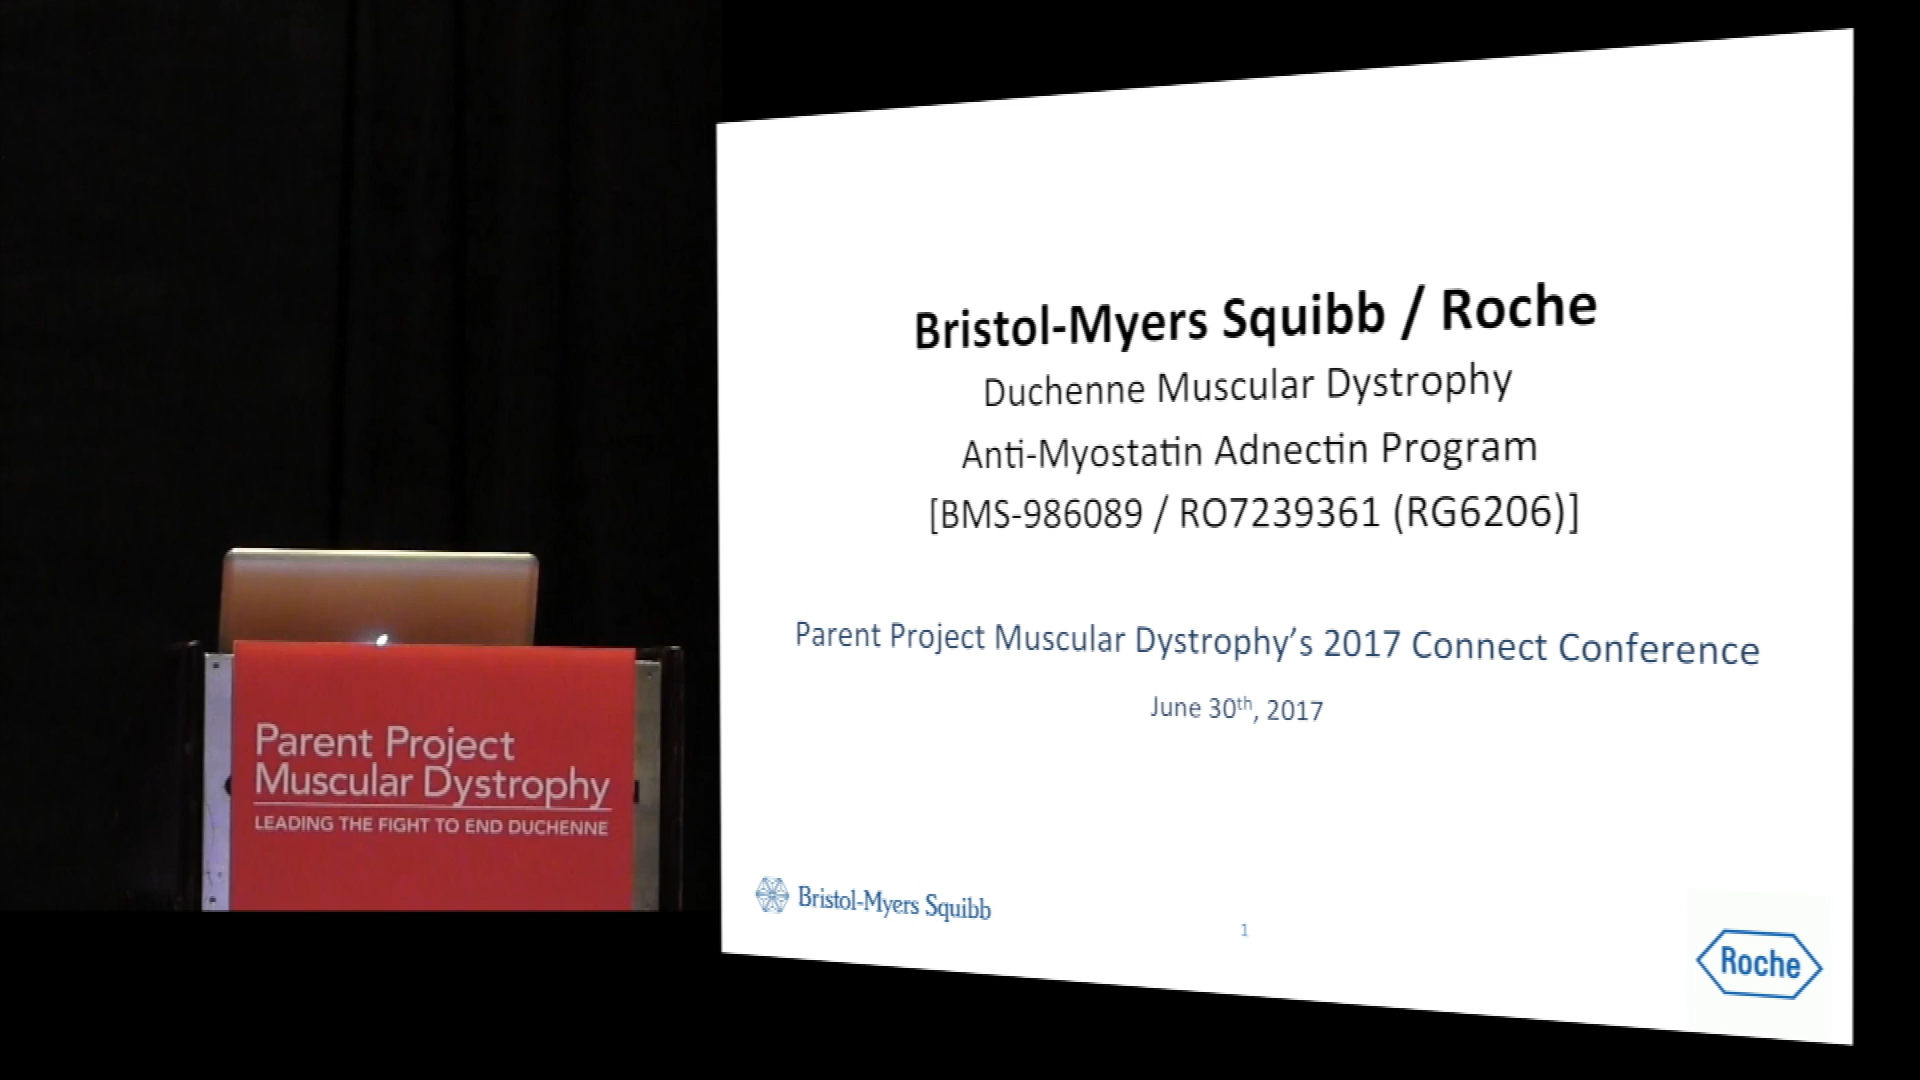 Bristol-Myers Squibb / Roche
Duchenne Muscular Dystrophy
Anti-Myostatin Adnectin Program
[BMS-986089 / RO7239361 (RG6206)]
Parent Project Muscular Dystrophy's 2017 Connect Conference
June 30th, 2017
Bristol-Myers Squibb
1
Roche
Parent Project
Muscular Dystrophy
LEADING THE FIGHT TO END DUCHENNE